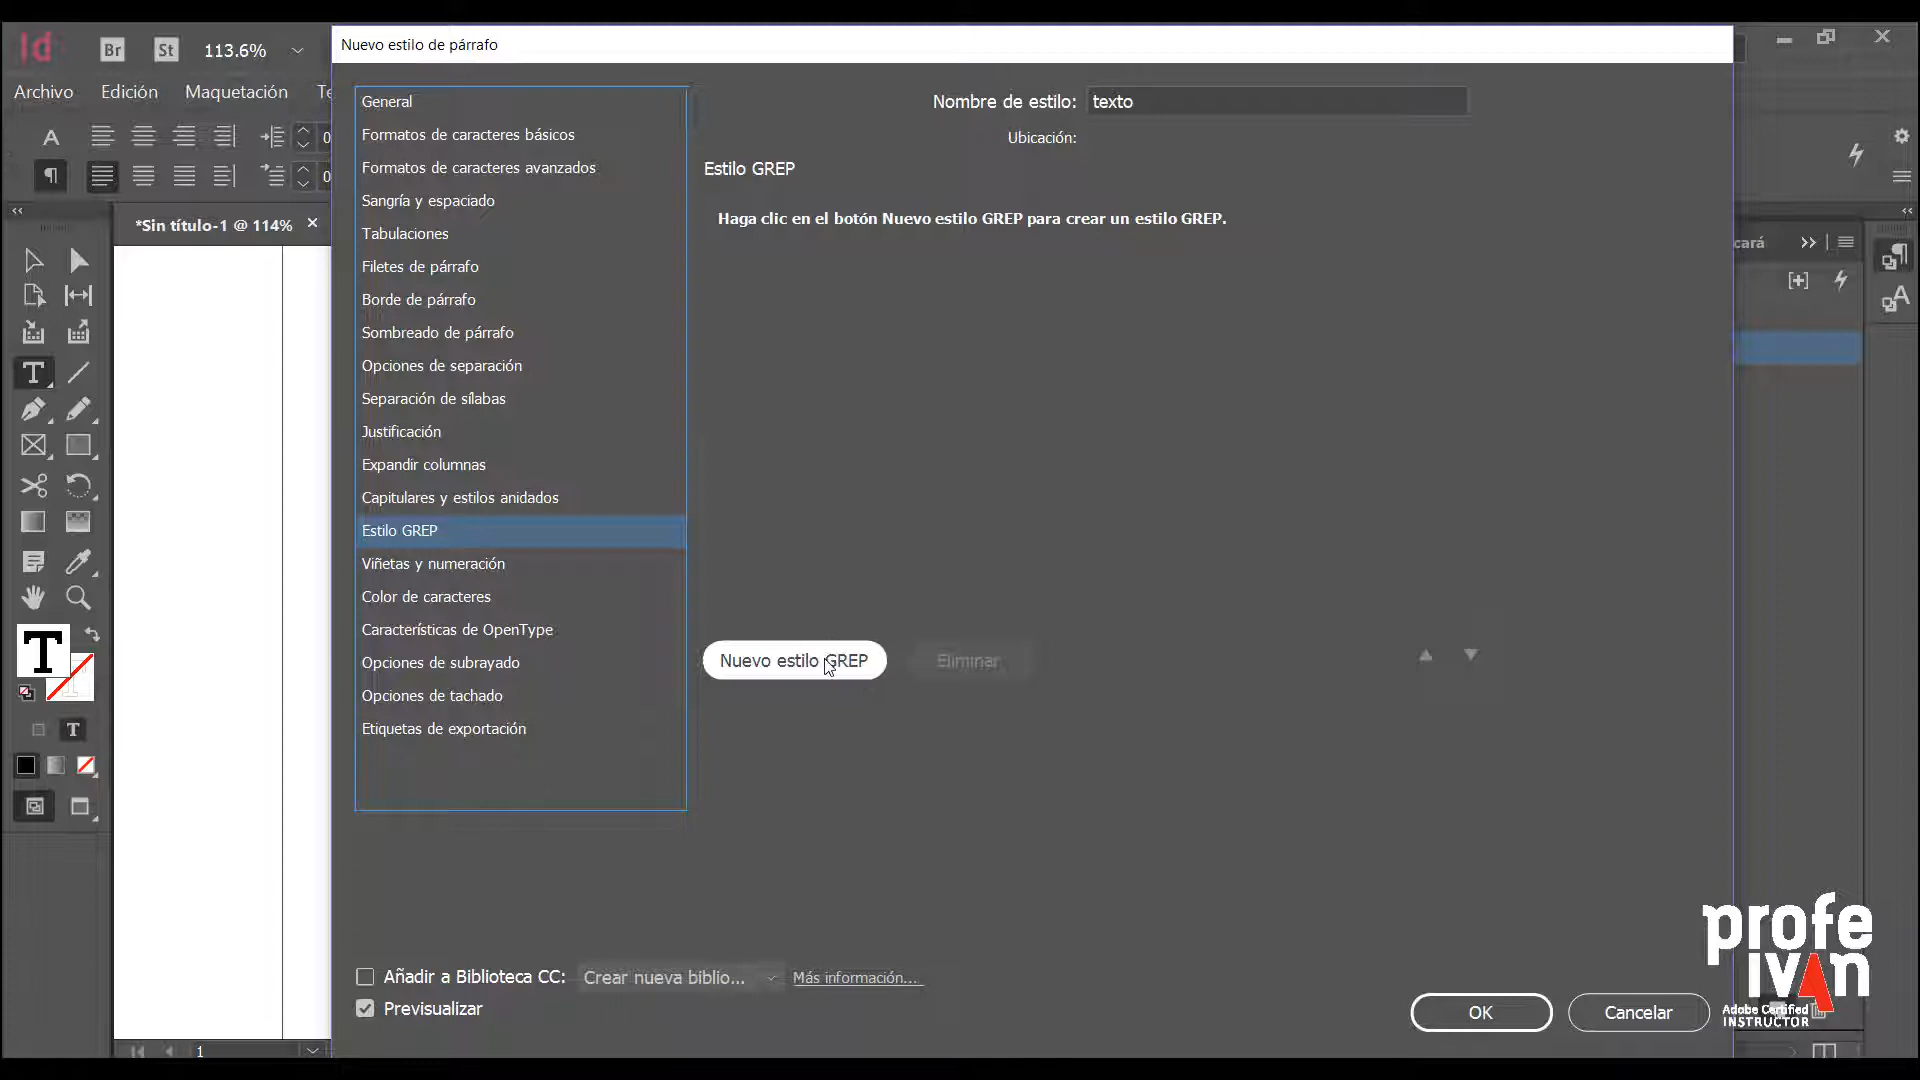 Nuevo estilo de párrafo
Id
Br
St
113.6%
Archivo
Edición
Maquetación
Te
A
0
0
*Sin título-1 @ 114%
General
Formatos de caracteres básicos
Formatos de caracteres avanzados
Sangría y espaciado
Tabulaciones
Filetes de párrafo
Borde de párrafo
Sombreado de párrafo
Opciones de separación
Separación de sílabas
Justificación
Expandir columnas
Capitulares y estilos anidados
Estilo GREP
Viñetas y numeración
Color de caracteres
Características de OpenType
Opciones de subrayado
Opciones de tachado
Etiquetas de exportación
Nombre de estilo: texto
Ubicación:
Estilo GREP
Haga clic en el botón Nuevo estilo GREP para crear un estilo GREP.
Nuevo estilo GREP
Eliminar
Añadir a Biblioteca CC:
Crear nueva biblio...
Más información...
Previsualizar
OK
Cancelar
cará
1
profe
ivan
Adobe Certified
INSTRUCTOR